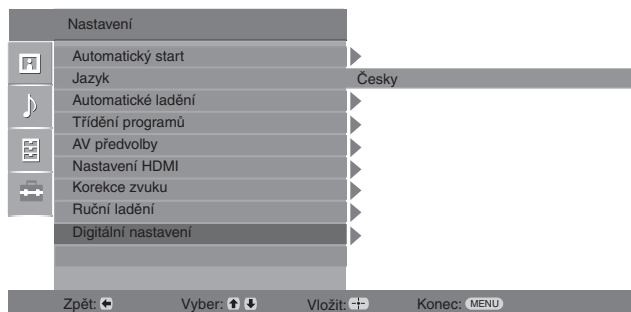 Nastavení
Automatický start
Jazyk Česky
Automatické ladění
Třídění programů
AV předvolby
Nastavení HDMI
Korekce zvuku
Ruční ladění
Digitální nastavení
Zpět: Vyber: Vložit: Konec: MENU